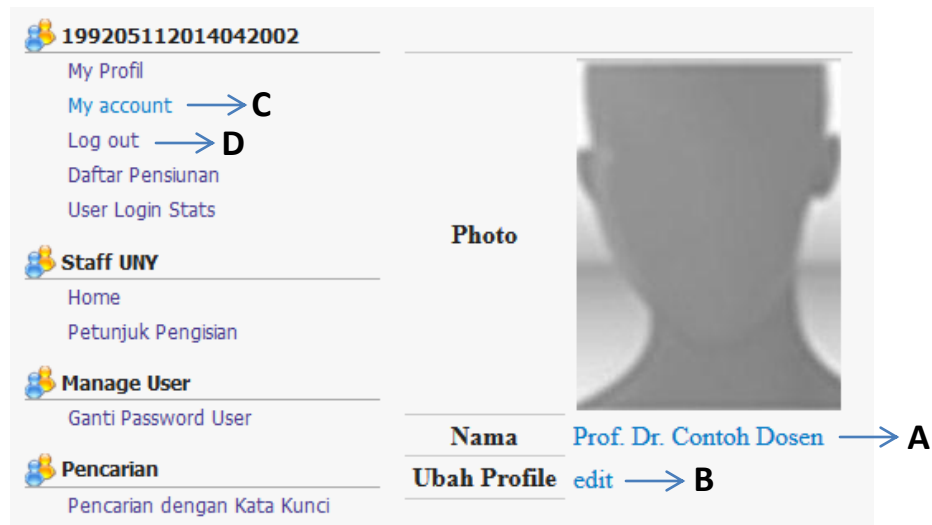 199205112014042002
My Profil
My account C
Log out D
Daftar Pensiunan
User Login Stats
Staff UNY
Home
Petunjuk Pengisian
Manage User
Ganti Password User
Pencarian
Pencarian dengan Kata Kunci
Photo
Nama Prof. Dr. Contoh Dosen A
Ubah Profile edit B